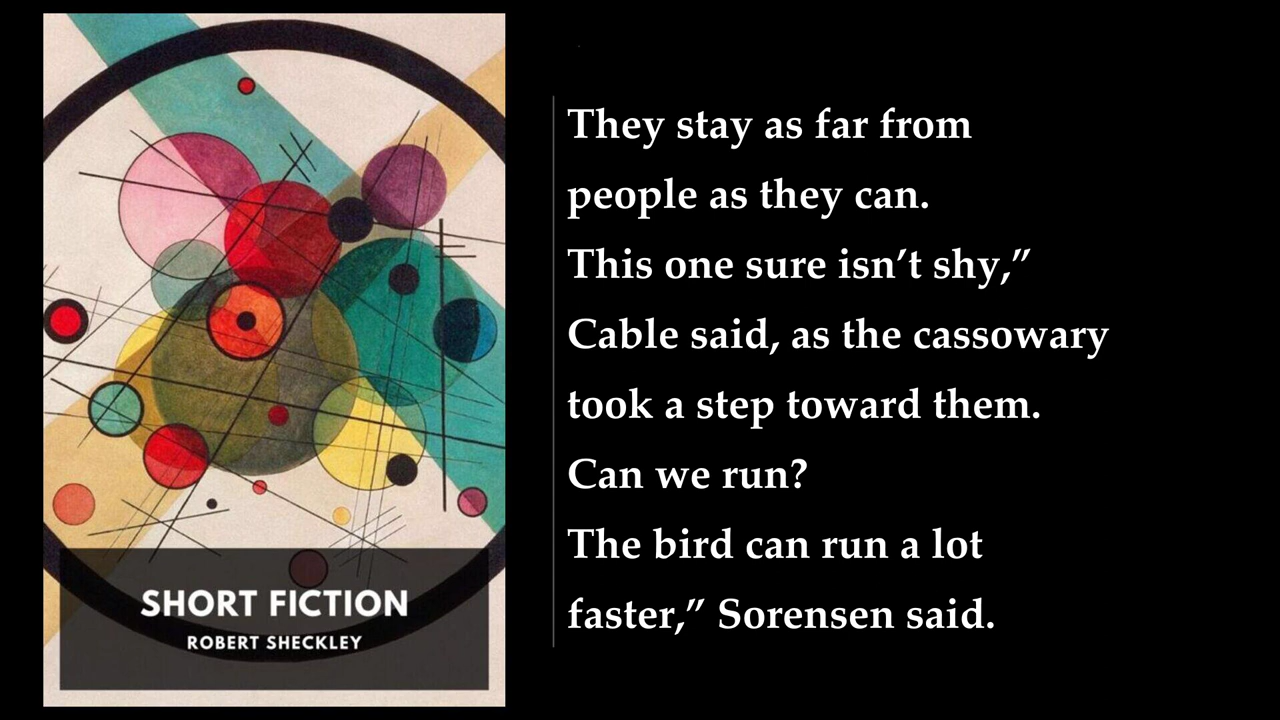 SHORT FICTION
ROBERT SHECKLEY
They stay as far from
people as they can.
This one sure isn’t shy,”
Cable said, as the cassowary
took a step toward them.
Can we run?
The bird can run a lot
faster,” Sorensen said.